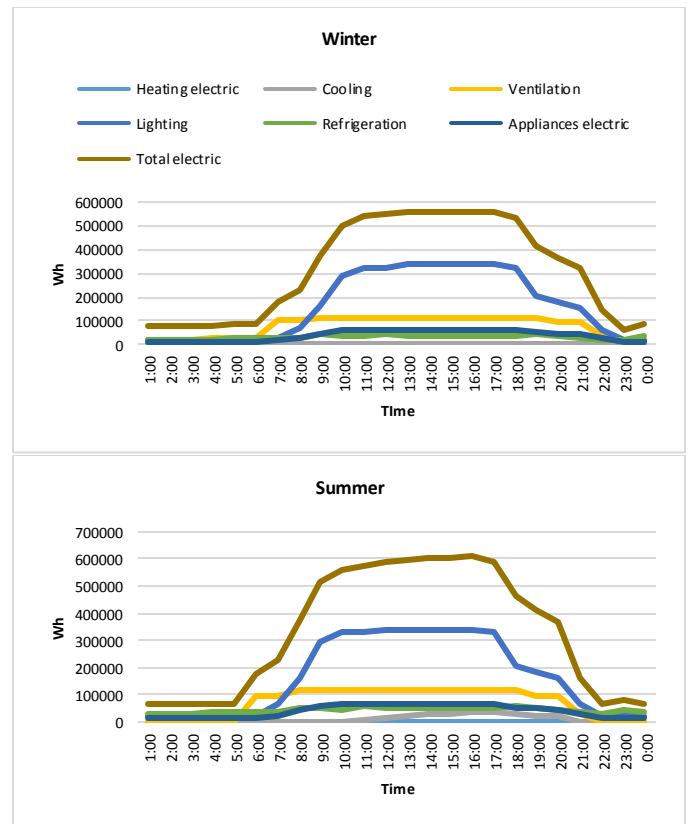 Winter
Heating electric Cooling Ventilation
Lighting Refrigeration Appliances electric
Total electric
600000
500000
400000
300000
200000
100000
0
Wh
1:00 2:00 3:00 4:00 5:00 6:00 7:00 8:00 9:00 10:00 11:00 12:00 13:00 14:00 15:00 16:00 17:00 18:00 19:00 20:00 21:00 22:00 23:00 0:00
TIme
Summer
700000
600000
500000
400000
300000
200000
100000
0
Wh
1:00 2:00 3:00 4:00 5:00 6:00 7:00 8:00 9:00 10:00 11:00 12:00 13:00 14:00 15:00 16:00 17:00 18:00 19:00 20:00 21:00 22:00 23:00 0:00
Time